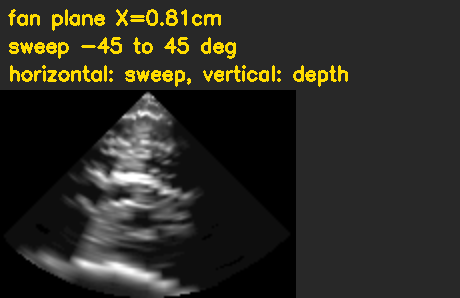 fan plane X=0.81cm
sweep −45 to 45 deg
horizontal: sweep, vertical: depth